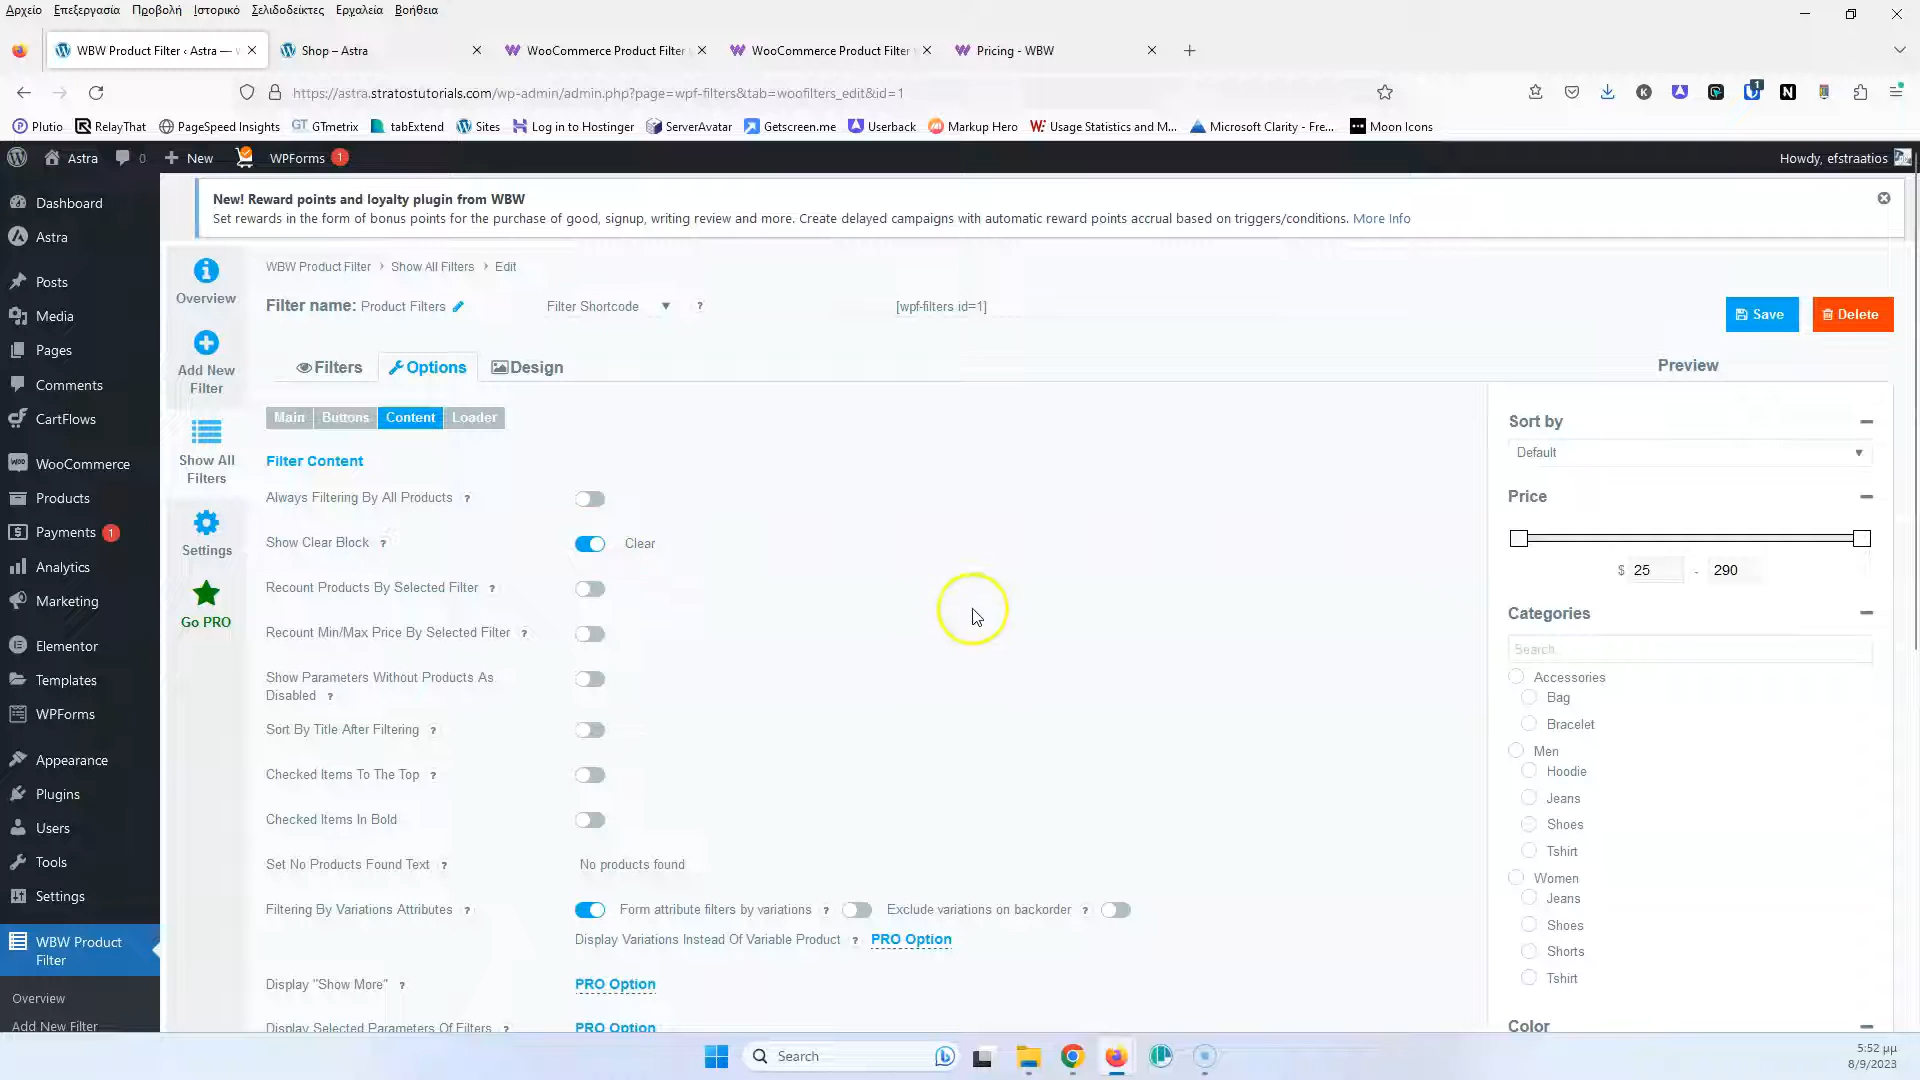 Αρχείο Επεξεργασία Προβολή Ιστορικό Σελιδοδείκτες Εργαλεία Βοήθεια
WBW Product Filter ‹ Astra — W
Shop – Astra
WooCommerce Product Filter
WooCommerce Product Filter
Pricing - WBW
https://astra.stratostutorials.com/wp-admin/admin.php?page=wpf-filters&tab=woofilters_edit&id=1
Plutio RelayThat PageSpeed Insights GTmetrix tabExtend Sites Log in to Hostinger ServerAvatar Getscreen.me Userback Markup Hero Usage Statistics and M... Microsoft Clarity - Fre... Moon Icons
Astra 0 New WPForms 1 Howdy, efstraatios
Dashboard
Astra
Posts
Media
Pages
Comments
CartFlows
WooCommerce
Products
Payments 1
Analytics
Marketing
Elementor
Templates
WPForms
Appearance
Plugins
Users
Tools
Settings
WBW Product
Filter
Overview
Add New Filter
New! Reward points and loyalty plugin from WBW
Set rewards in the form of bonus points for the purchase of good, signup, writing review and more. Create delayed campaigns with automatic reward points accrual based on triggers/conditions. More Info
Overview
Add New
Filter
Show All
Filters
Settings
Go PRO
WBW Product Filter › Show All Filters › Edit
Filter name: Product Filters Filter Shortcode ▼ ? [wpf-filters id=1]
Save Delete
Filters Options Design
Preview
Main Buttons Content Loader
Filter Content
Always Filtering By All Products ?
Show Clear Block ? Clear
Recount Products By Selected Filter ?
Recount Min/Max Price By Selected Filter ?
Show Parameters Without Products As
Disabled ?
Sort By Title After Filtering ?
Checked Items To The Top ?
Checked Items In Bold
Set No Products Found Text ? No products found
Filtering By Variations Attributes ? Form attribute filters by variations ? Exclude variations on backorder ?
Display Variations Instead Of Variable Product ? PRO Option
Display "Show More" ? PRO Option
Display Selected Parameters Of Filters ? PRO Option
Sort by
Default
Price
$ 25 - 290
Categories
Search
Accessories
Bag
Bracelet
Men
Hoodie
Jeans
Shoes
Tshirt
Women
Jeans
Shoes
Shorts
Tshirt
Color
Search
5:52 μμ
8/9/2023